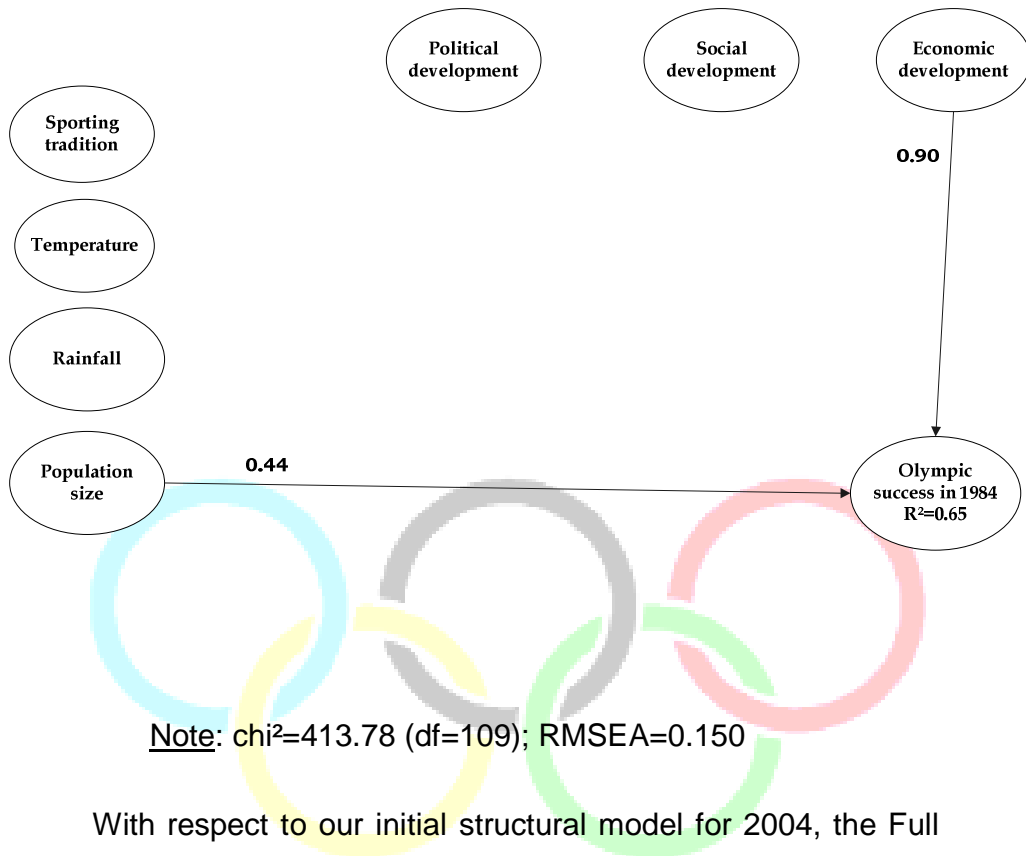 Political
development
Social
development
Economic
development
Sporting
tradition
0.90
Temperature
Rainfall
Population
size
0.44
Olympic
success in 1984
R²=0.65
Note: chi²=413.78 (df=109); RMSEA=0.150
With respect to our initial structural model for 2004, the Full